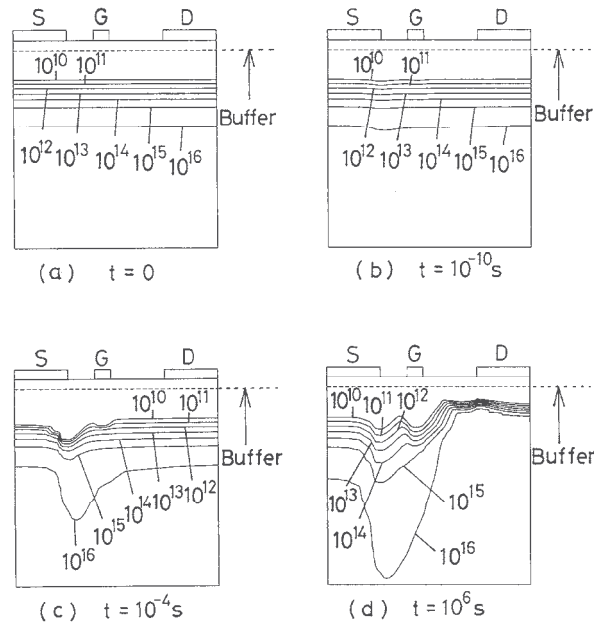 S G D
10^10 10^11
Buffer
10^12 10^13 10^14 10^15 10^16
(a) t = 0
S G D
10^10 10^11
Buffer
10^12 10^13 10^14 10^15 10^16
(b) t = 10^-10 s
S G D
10^10 10^11
Buffer
10^15 10^14 10^13 10^12
10^16
(c) t = 10^-4 s
S G D
10^10 10^11 10^12
Buffer
10^13 10^15
10^14
10^16
(d) t = 10^6 s